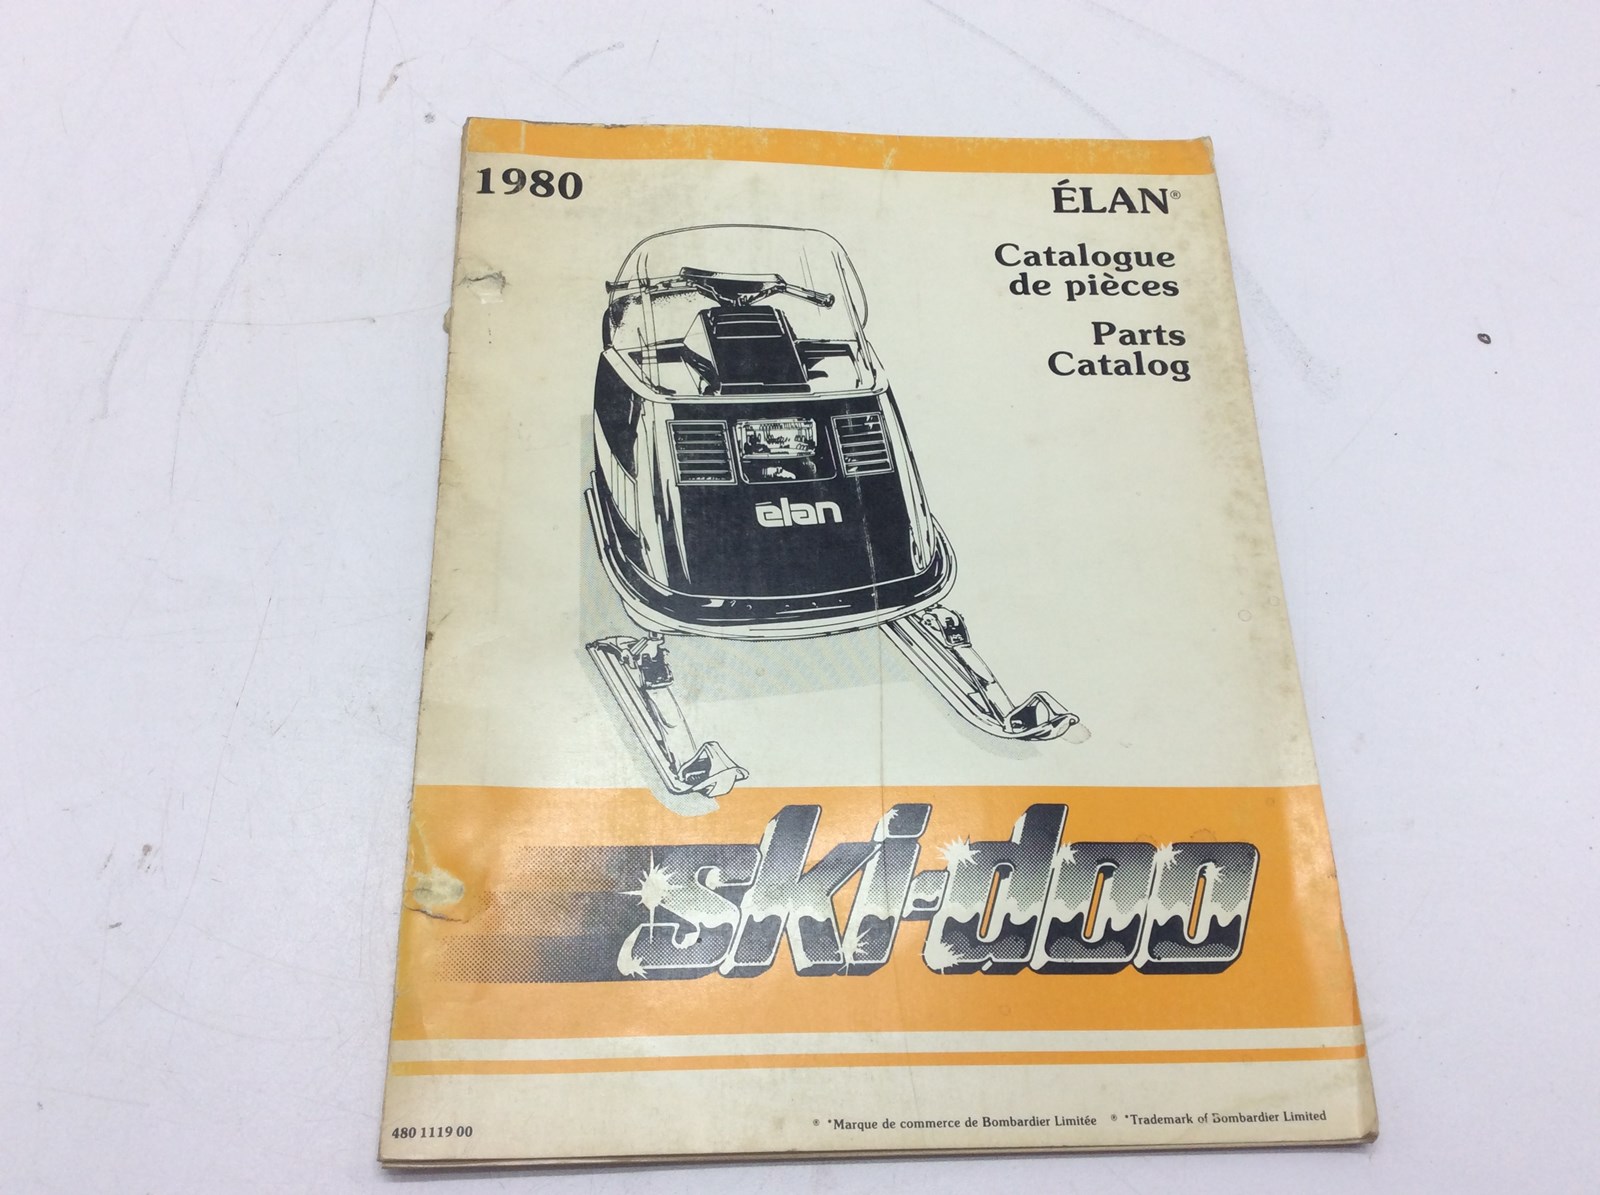 1980
ÉLAN®
Catalogue
de pièces
Parts
Catalog
élan
ski-doo
480 1119 00
® *Marque de commerce de Bombardier Limitée ® *Trademark of Bombardier Limited